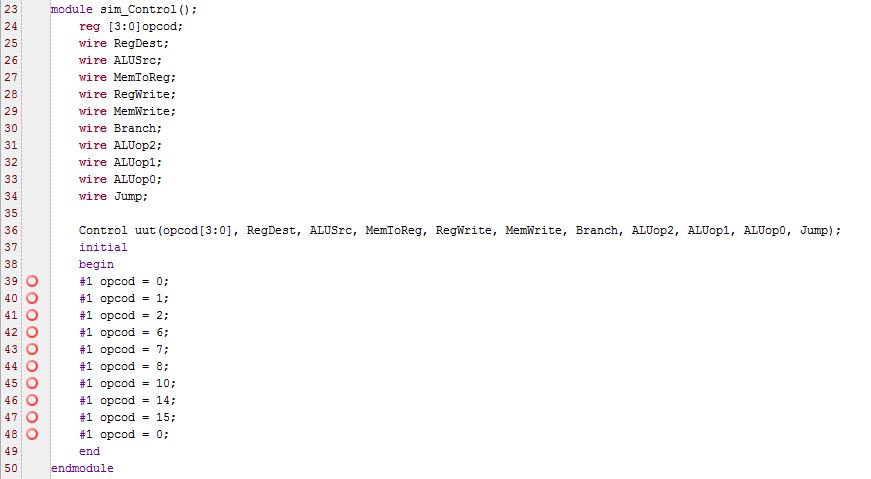 23 module sim_Control();
24 reg [3:0]opcod;
25 wire RegDest;
26 wire ALUSrc;
27 wire MemToReg;
28 wire RegWrite;
29 wire MemWrite;
30 wire Branch;
31 wire ALUop2;
32 wire ALUop1;
33 wire ALUop0;
34 wire Jump;
35
36 Control uut(opcod[3:0], RegDest, ALUSrc, MemToReg, RegWrite, MemWrite, Branch, ALUop2, ALUop1, ALUop0, Jump);
37 initial
38 begin
39 #1 opcod = 0;
40 #1 opcod = 1;
41 #1 opcod = 2;
42 #1 opcod = 6;
43 #1 opcod = 7;
44 #1 opcod = 8;
45 #1 opcod = 10;
46 #1 opcod = 14;
47 #1 opcod = 15;
48 #1 opcod = 0;
49 end
50 endmodule